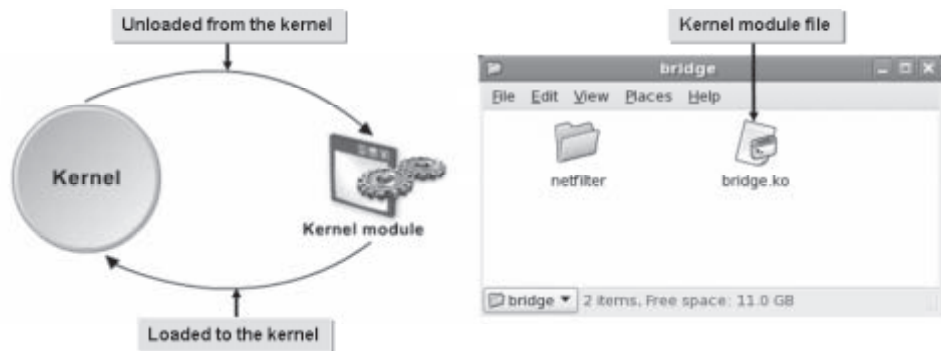 Unloaded from the kernel
Kernel
Kernel module
Loaded to the kernel
Kernel module file
bridge
File Edit View Places Help
netfilter
bridge.ko
bridge 2 items, Free space: 11.0 GB